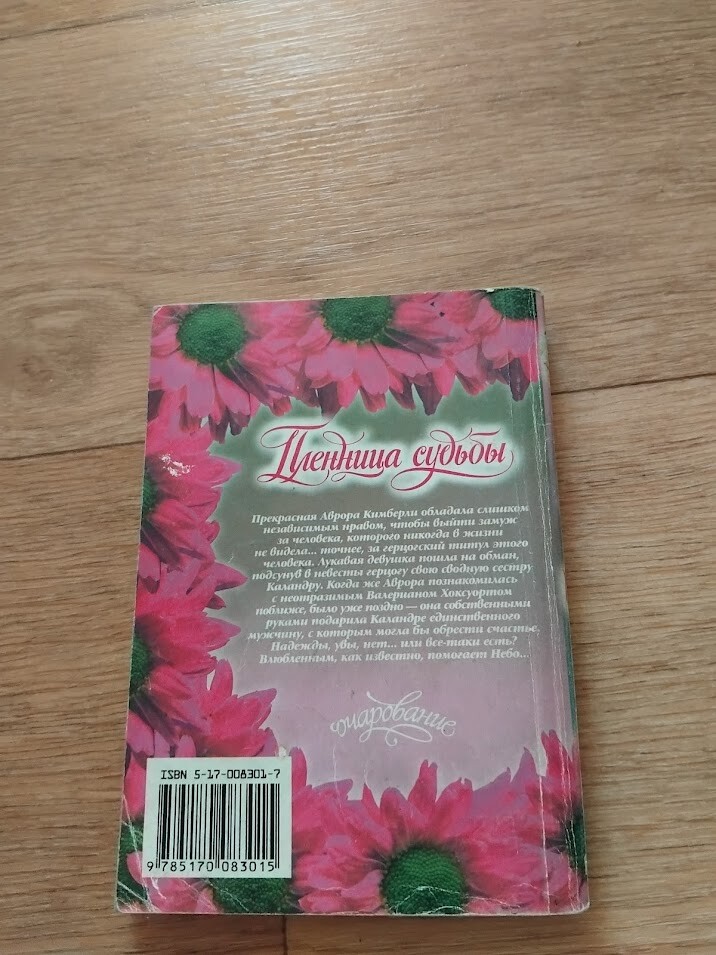 Пленница судьбы
Прекрасная Аврора Кимберли обладала слишком
независимым нравом, чтобы выйти замуж
за человека, которого никогда в жизни
не видела... точнее, за герцогский титул этого
человека. Лукавая девушка пошла на обман,
подсунув в невесты герцогу свою сводную сестру
Каландру. Когда же Аврора познакомилась
с неотразимым Валерианом Хоксуортом
поближе, было уже поздно — она собственными
руками подарила Каландре единственного
мужчину, с которым могла бы обрести счастье.
Надежды, увы, нет... или все-таки есть?
Влюбленным, как известно, помогает Небо...
Очарование
ISBN 5-17-008301-7
9 785170 083015